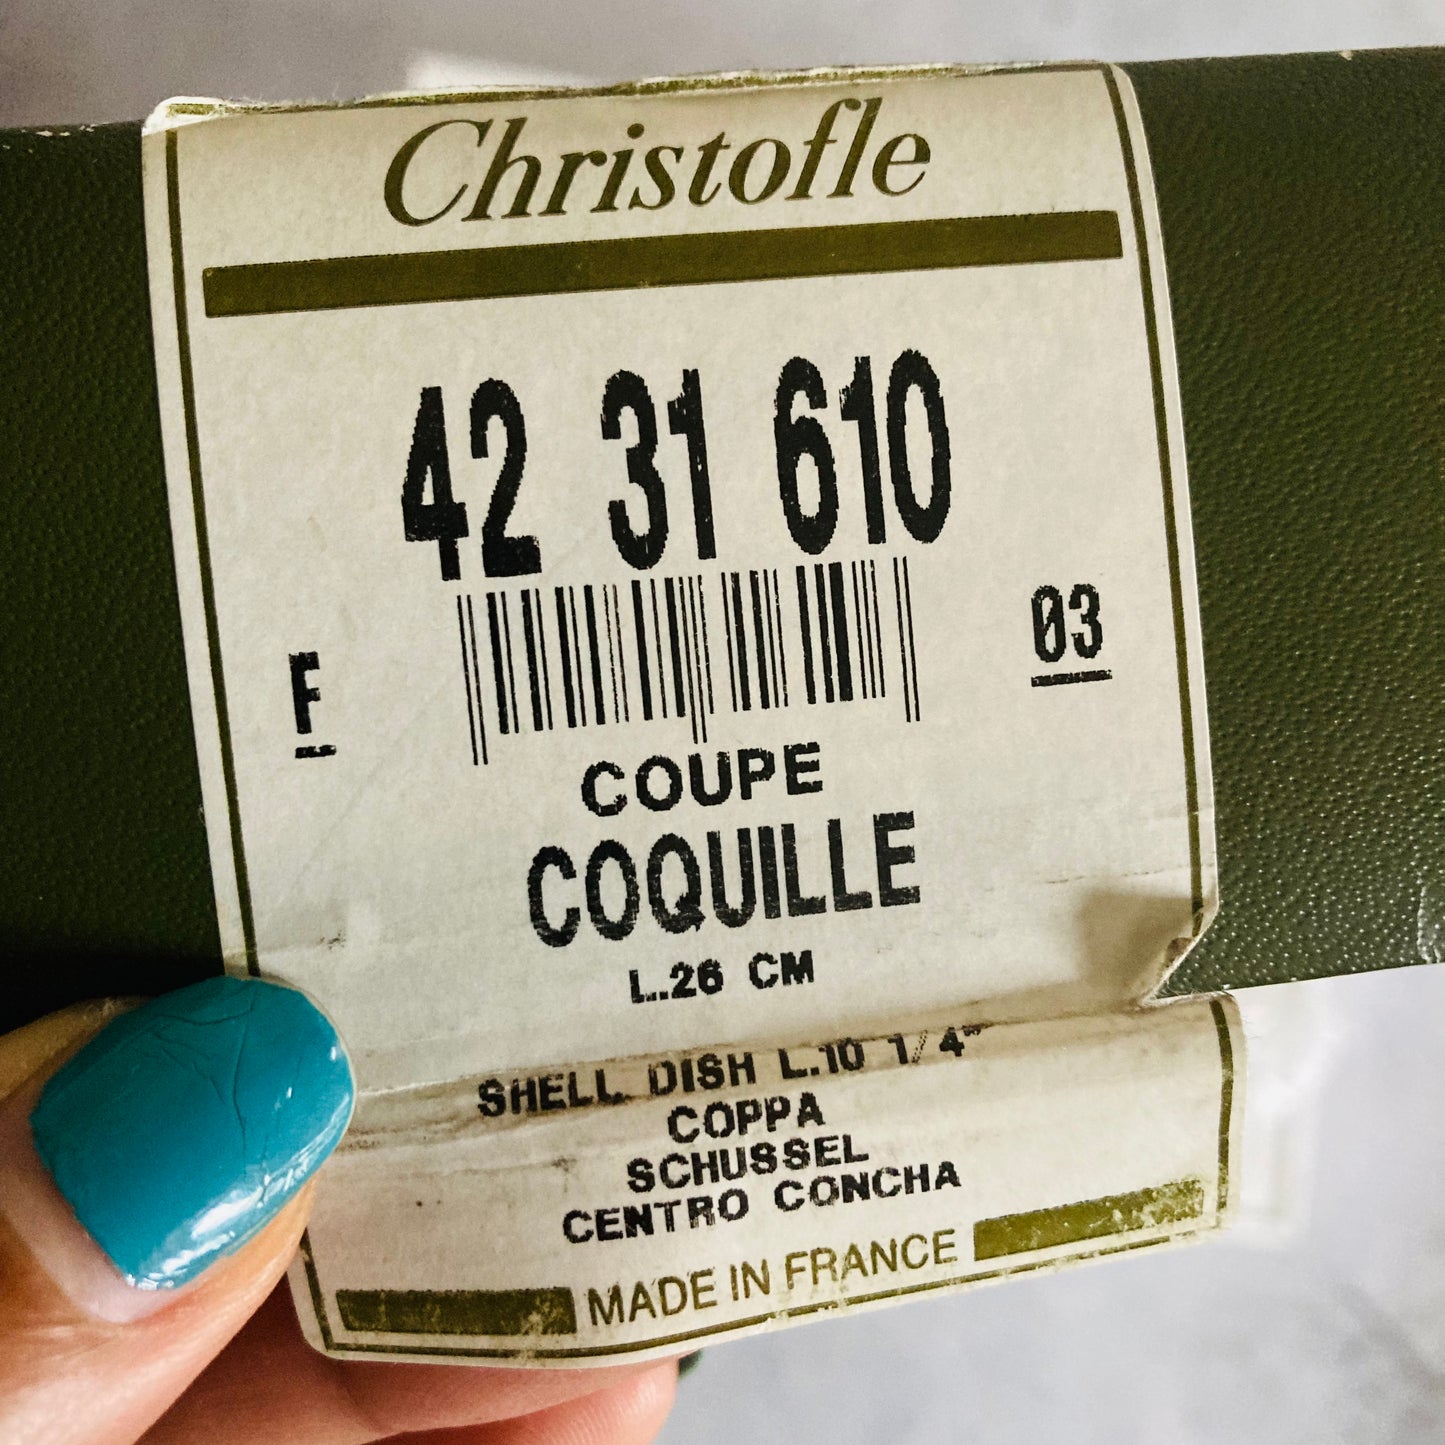 Christofle
42 31 610
F
03
COUPE
COQUILLE
L.26 CM
SHELL DISH L.10 1/4"
COPPA
SCHUSSEL
CENTRO CONCHA
MADE IN FRANCE